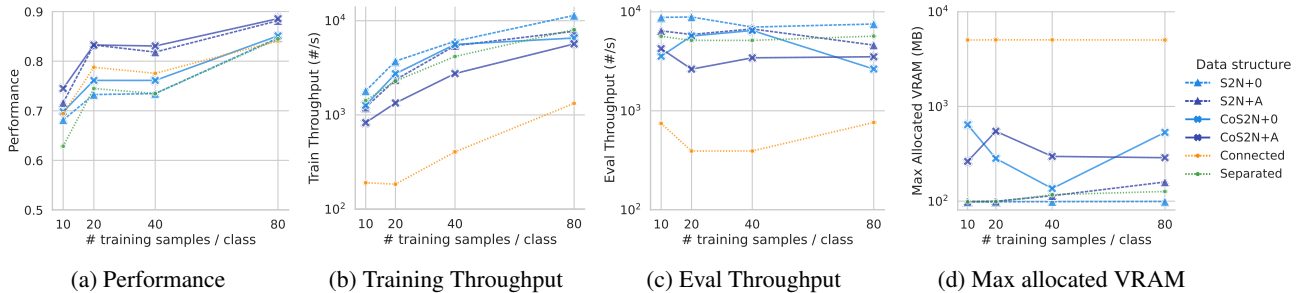 0.9
0.8
0.7
0.6
0.5
Performance
10 20 40 80
# training samples / class
(a) Performance
10^4
10^3
10^2
Train Throughput (#/s)
10 20 40 80
# training samples / class
(b) Training Throughput
10^4
10^3
10^2
Eval Throughput (#/s)
10 20 40 80
# training samples / class
(c) Eval Throughput
10^4
10^3
10^2
Max Allocated VRAM (MB)
10 20 40 80
# training samples / class
(d) Max allocated VRAM
Data structure
S2N+0
S2N+A
CoS2N+0
CoS2N+A
Connected
Separated